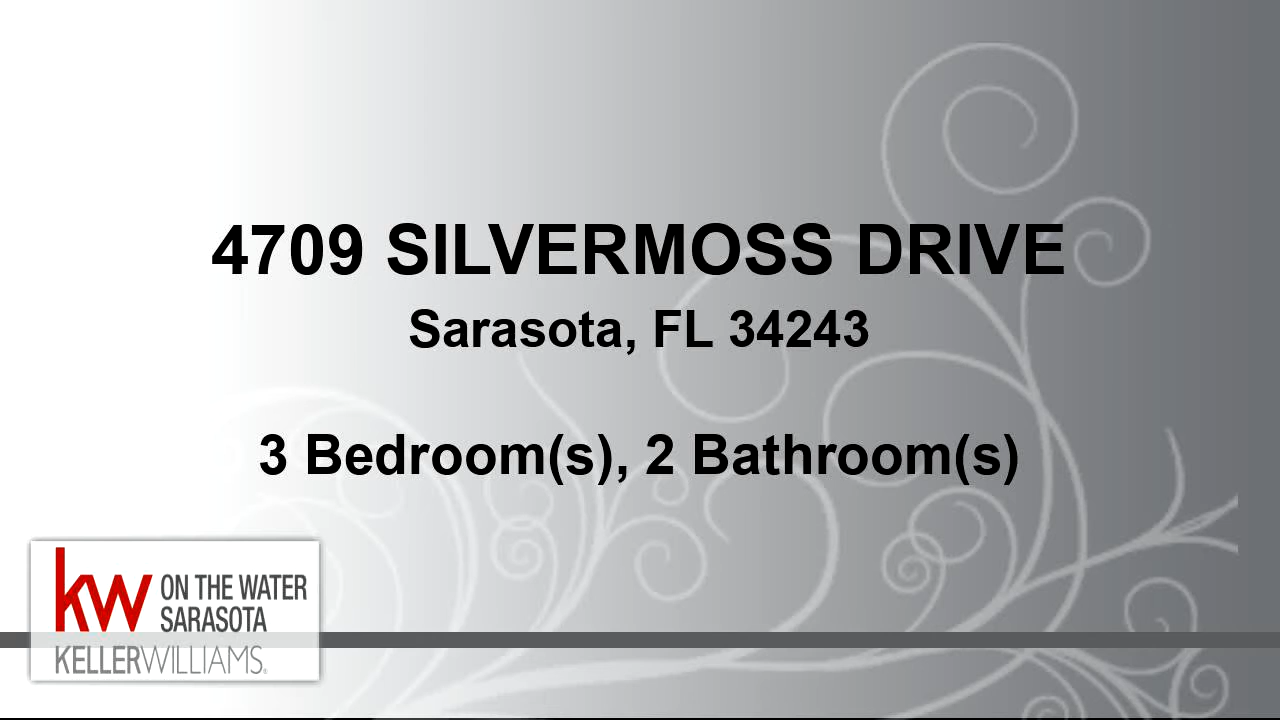 4709 SILVERMOSS DRIVE
Sarasota, FL 34243
3 Bedroom(s), 2 Bathroom(s)
kw ON THE WATER
SARASOTA
KELLERWILLIAMS®